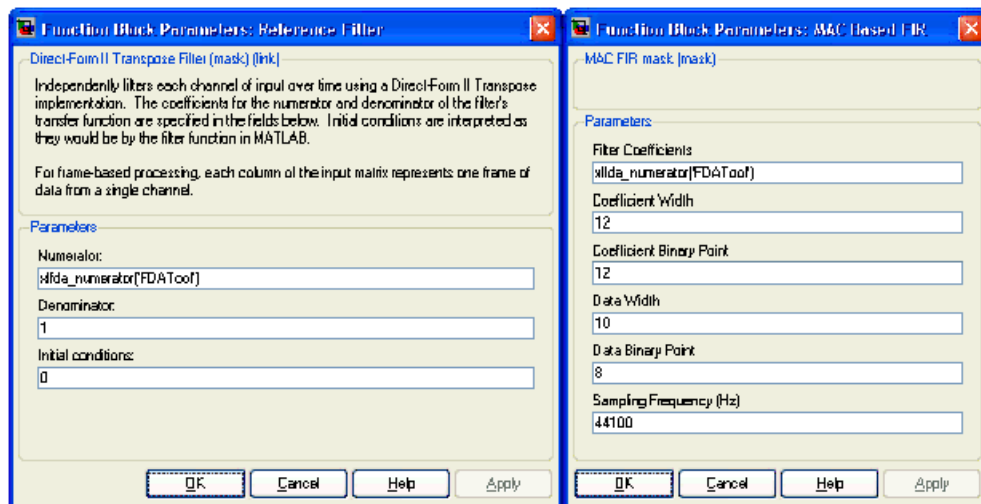 Function Block Parameters: Reference Filter
Direct-Form II Transpose Filter (mask) (link)
Independently filters each channel of input over time using a Direct-Form II Transpose
implementation. The coefficients for the numerator and denominator of the filter's
transfer function are specified in the fields below. Initial conditions are interpreted as
they would be by the filter function in MATLAB.
For frame-based processing, each column of the input matrix represents one frame of
data from a single channel.
Parameters
Numerator:
xlfda_numerator('FDATool')
Denominator:
1
Initial conditions:
0
OK Cancel Help Apply
Function Block Parameters: MAC Based FIR
MAC FIR mask (mask)
Parameters
Filter Coefficients
xlfda_numerator('FDATool')
Coefficient Width
12
Coefficient Binary Point
12
Data Width
10
Data Binary Point
8
Sampling Frequency (Hz)
44100
OK Cancel Help Apply